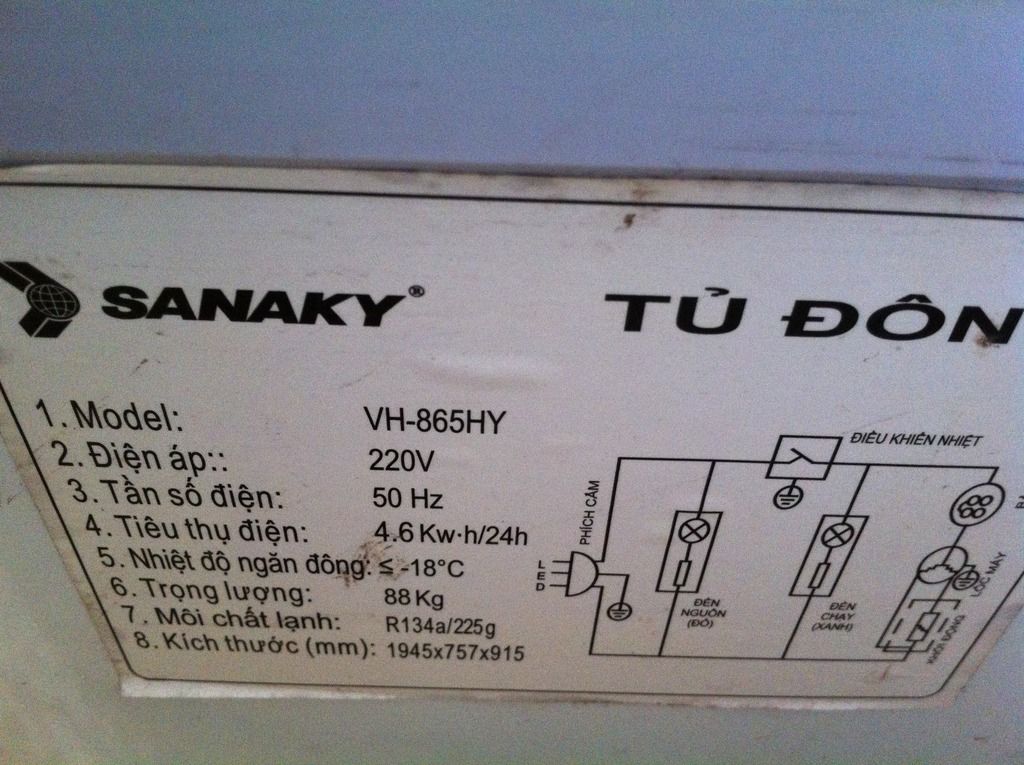 SANAKY®
TỦ ĐÔN
1. Model: VH-865HY
2. Điện áp:: 220V
3. Tần số điện: 50 Hz
4. Tiêu thụ điện: 4.6 Kw·h/24h
5. Nhiệt độ ngăn đông: ≤ -18°C
6. Trọng lượng: 88 Kg
7. Môi chất lạnh: R134a/225g
8. Kích thước (mm): 1945x757x915
ĐIỀU KHIỂN NHIỆT
PHÍCH CẮM
L
E
D
ĐÈN
NGUỒN
(ĐỎ)
ĐÈN
CHẠY
(XANH)
LỐC MÁY
KHỞI ĐỘNG